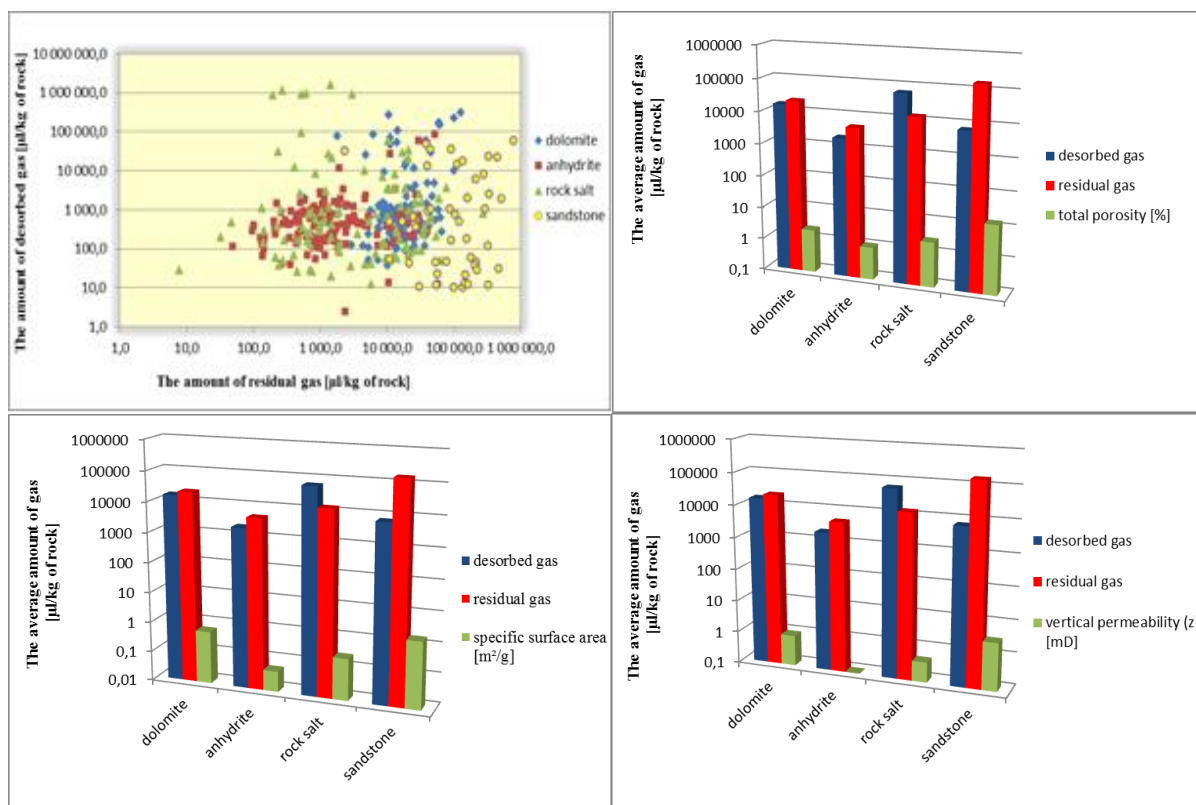 The amount of desorbed gas [µl/kg of rock]
10 000 000,0
1 000 000,0
100 000,0
10 000,0
1 000,0
100,0
10,0
1,0
1,0 10,0 100,0 1 000,0 10 000,0 100 000,0 1 000 000,0
The amount of residual gas [µl/kg of rock]
dolomite
anhydrite
rock salt
sandstone
The average amount of gas
[µl/kg of rock]
1000000
100000
10000
1000
100
10
1
0,1
dolomite
anhydrite
rock salt
sandstone
desorbed gas
residual gas
total porosity [%]
The average amount of gas
[µl/kg of rock]
1000000
100000
10000
1000
100
10
1
0,1
0,01
dolomite
anhydrite
rock salt
sandstone
desorbed gas
residual gas
specific surface area
[m²/g]
The average amount of gas
[µl/kg of rock]
1000000
100000
10000
1000
100
10
1
0,1
dolomite
anhydrite
rock salt
sandstone
desorbed gas
residual gas
vertical permeability (z
[mD]